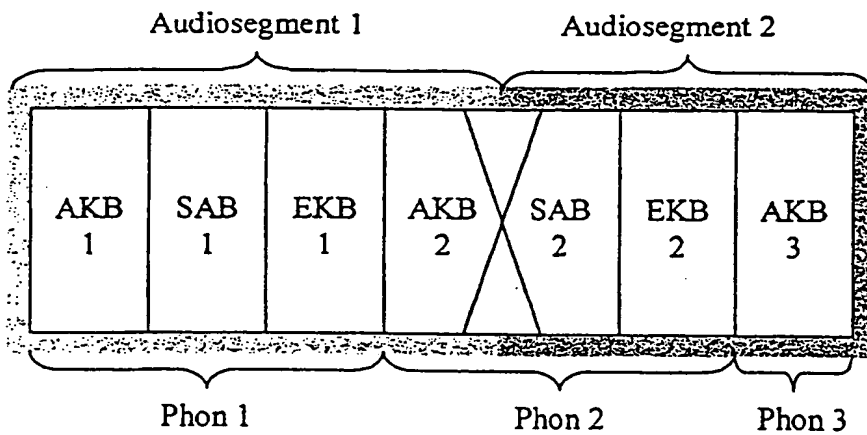 Audiosegment 1 Audiosegment 2
AKB SAB EKB AKB SAB EKB AKB
1 1 1 2 2 2 3
Phon 1 Phon 2 Phon 3